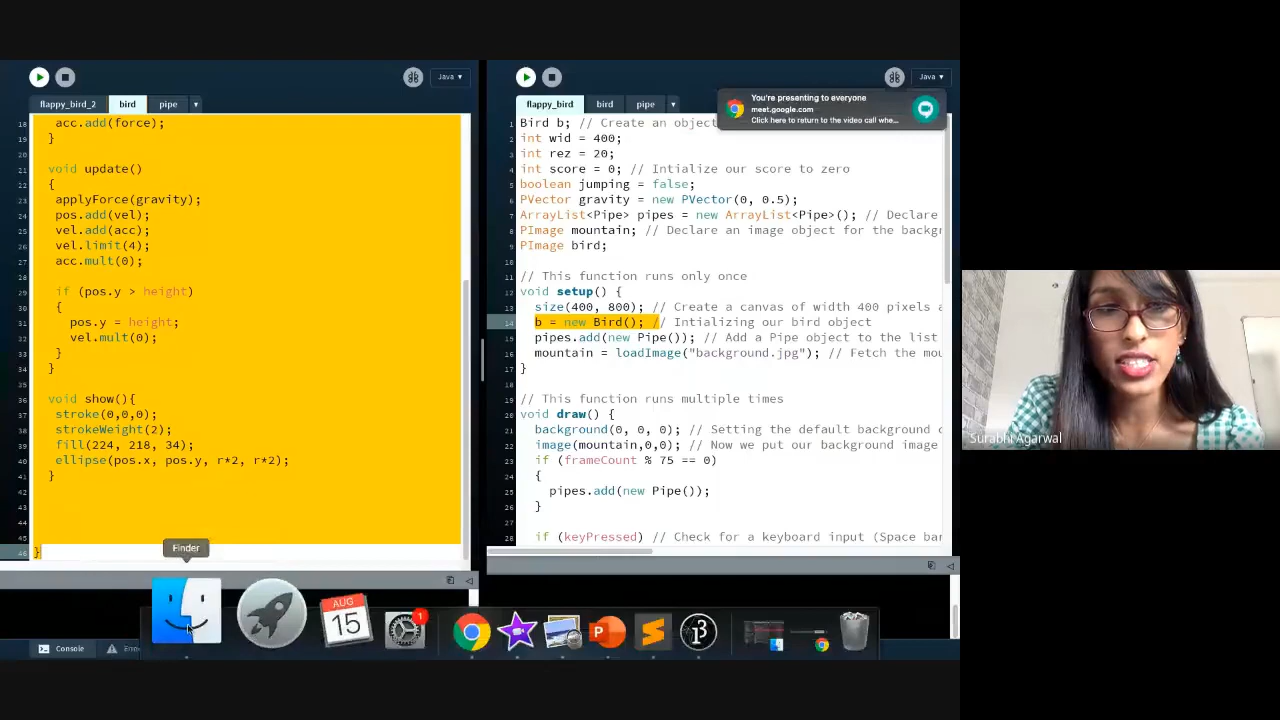 Java
flappy_bird_2
bird
pipe
18 acc.add(force);
19 }
20
21 void update()
22 {
23 applyForce(gravity);
24 pos.add(vel);
25 vel.add(acc);
26 vel.limit(4);
27 acc.mult(0);
28
29 if (pos.y > height)
30 {
31 pos.y = height;
32 vel.mult(0);
33 }
34 }
35
36 void show(){
37 stroke(0,0,0);
38 strokeWeight(2);
39 fill(224, 218, 34);
40 ellipse(pos.x, pos.y, r*2, r*2);
41 }
42
43
44
45
46 }
Java
flappy_bird
bird
pipe
You're presenting to everyone
meet.google.com
Click here to return to the video call whe...
1 Bird b; // Create an object
2 int wid = 400;
3 int rez = 20;
4 int score = 0; // Intialize our score to zero
5 boolean jumping = false;
6 PVector gravity = new PVector(0, 0.5);
7 ArrayList<Pipe> pipes = new ArrayList<Pipe>(); // Declare
8 PImage mountain; // Declare an image object for the backgr
9 PImage bird;
10
11 // This function runs only once
12 void setup() {
13 size(400, 800); // Create a canvas of width 400 pixels a
14 b = new Bird(); // Intializing our bird object
15 pipes.add(new Pipe()); // Add a Pipe object to the list
16 mountain = loadImage("background.jpg"); // Fetch the mou
17 }
18
19 // This function runs multiple times
20 void draw() {
21 background(0, 0, 0); // Setting the default background c
22 image(mountain,0,0); // Now we put our background image
23 if (frameCount % 75 == 0)
24 {
25 pipes.add(new Pipe());
26 }
27
28 if (keyPressed) // Check for a keyboard input (Space bar
Surabhi Agarwal
Finder
AUG
15
1
Console